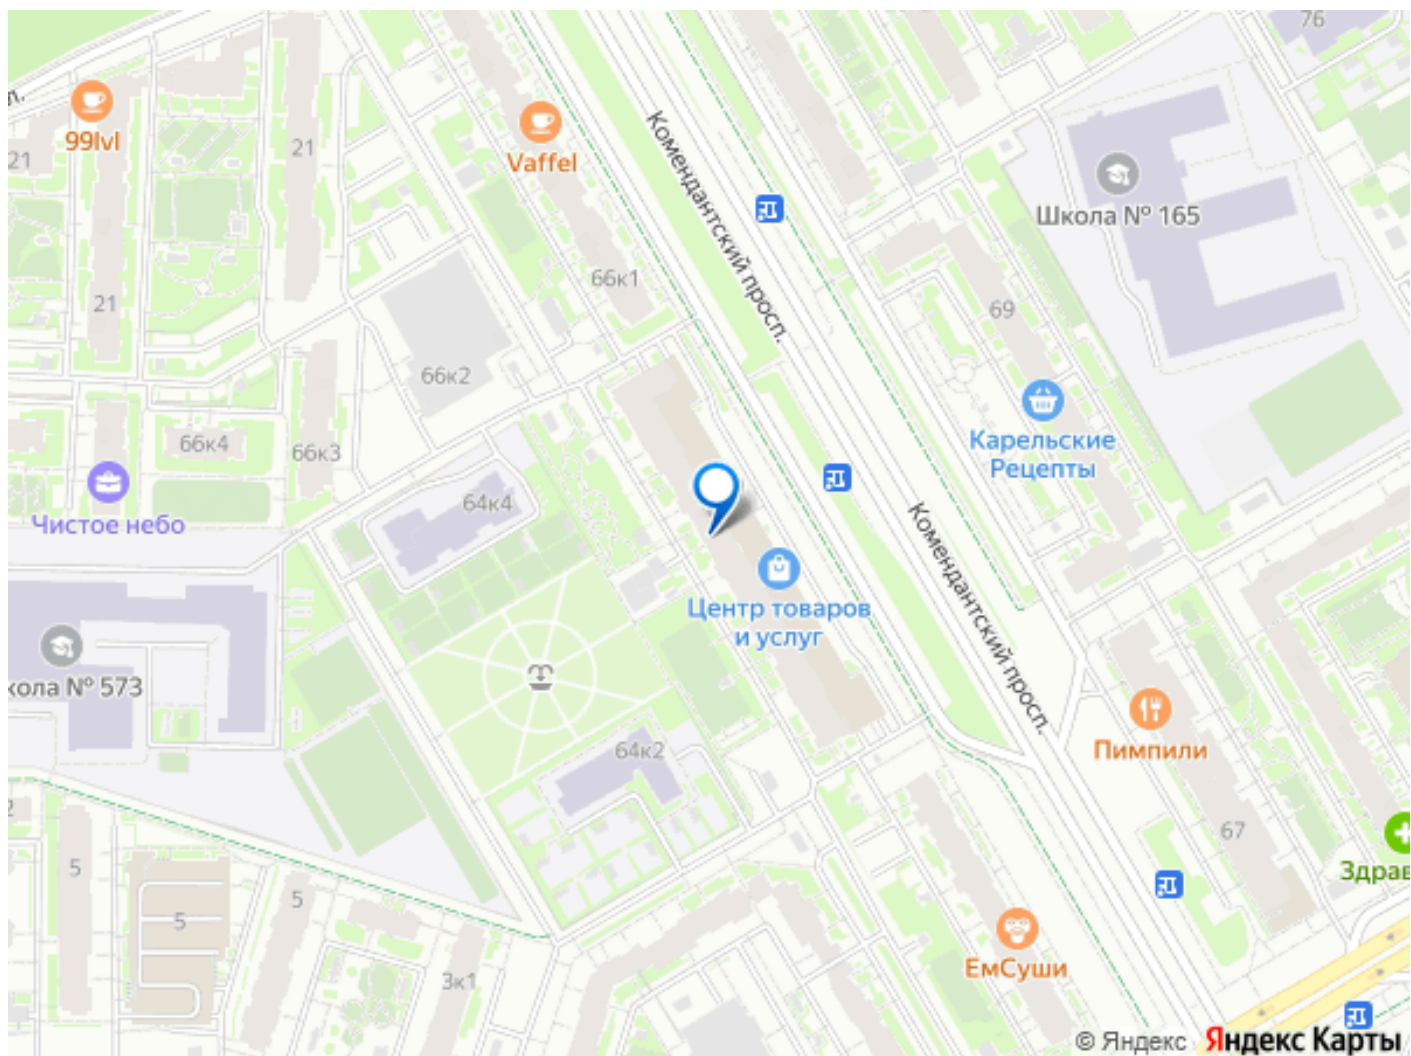 76
л.
99lvl
21
21
Vaffel
Комендантский просп.
Школа № 165
66к1
21
69
66к2
Карельские
Рецепты
66к4
66к3
64к4
Чистое небо
Комендантский просп.
Центр товаров
и услуг
кола № 573
64к2
Пимпили
67
2
5
Здрав
5
5
ЕмСуши
3к1
© Яндекс Яндекс Карты